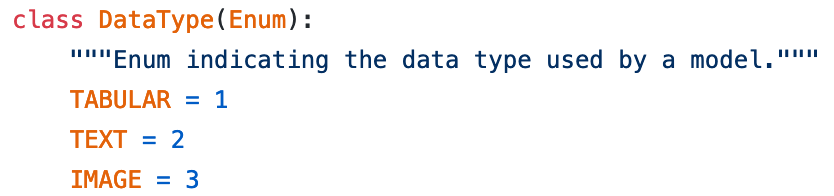 class DataType(Enum):
    """Enum indicating the data type used by a model."""
    TABULAR = 1
    TEXT = 2
    IMAGE = 3